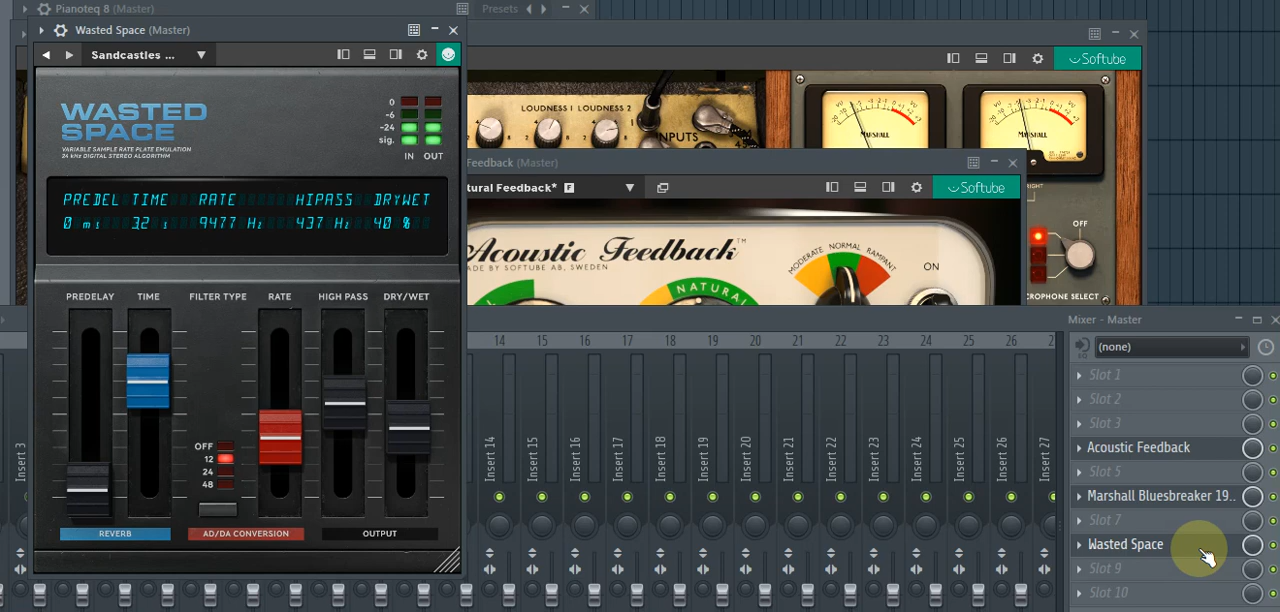 Pianoteq 8 (Master)
Presets
Wasted Space (Master)
Sandcastles ...
WASTED
SPACE
VARIABLE SAMPLE RATE PLATE EMULATION
24 kHz DIGITAL STEREO ALGORITHM
0
-6
-24
sig.
IN OUT
PREDEL TIME RATE HIPASS DRYWET
0 ms 3.2 s 9477 Hz 437 Hz 40 %
PREDELAY TIME FILTER TYPE RATE HIGH PASS DRY/WET
OFF
12
24
48
REVERB
AD/DA CONVERSION
OUTPUT
Softube
LOUDNESS 1 LOUDNESS 2
INPUTS
Marshall
Marshall
OFF
Feedback (Master)
tural Feedback* F
Softube
Acoustic Feedback™
MADE BY SOFTUBE AB, SWEDEN
NATURAL
MODERATE NORMAL RAMPANT
ON
Mixer - Master
(none)
14 15 16 17 18 19 20 21 22 23 24 25 26
Insert 3
Insert 14
Insert 15
Insert 16
Insert 17
Insert 18
Insert 19
Insert 20
Insert 21
Insert 22
Insert 23
Insert 24
Insert 25
Insert 26
Insert 27
Slot 1
Slot 2
Slot 3
Acoustic Feedback
Slot 5
Marshall Bluesbreaker 19..
Slot 7
Wasted Space
Slot 9
Slot 10